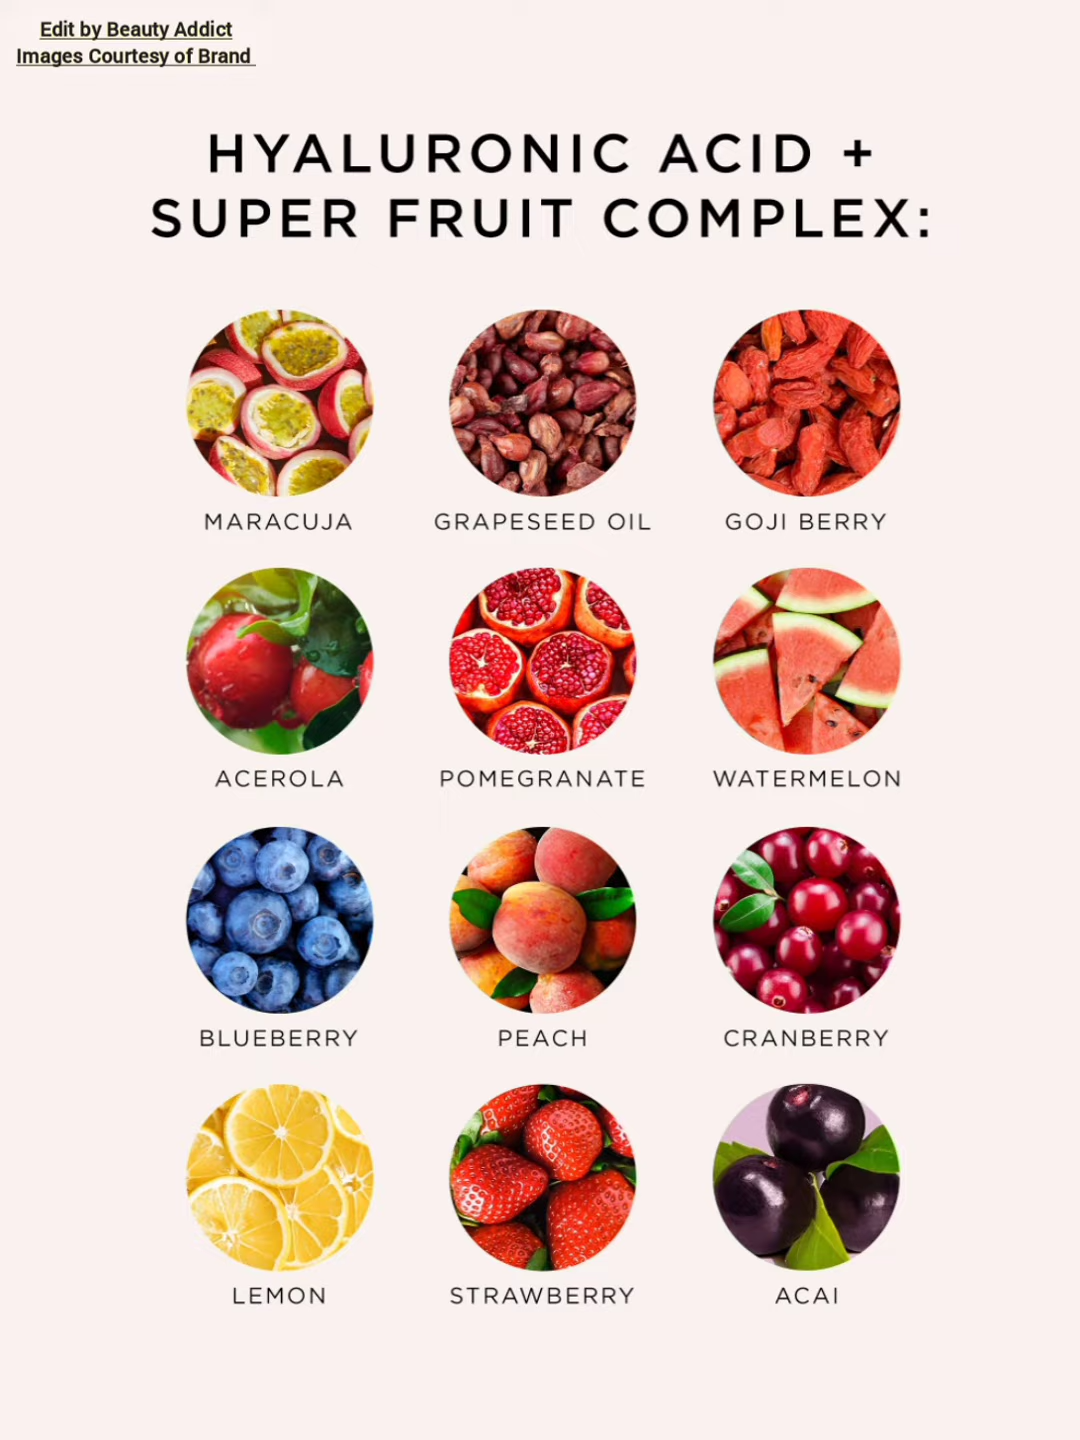 Edit by Beauty Addict
Images Courtesy of Brand
HYALURONIC ACID +
SUPER FRUIT COMPLEX:
MARACUJA
GRAPESEED OIL
GOJI BERRY
ACEROLA
POMEGRANATE
WATERMELON
BLUEBERRY
PEACH
CRANBERRY
LEMON
STRAWBERRY
ACAI